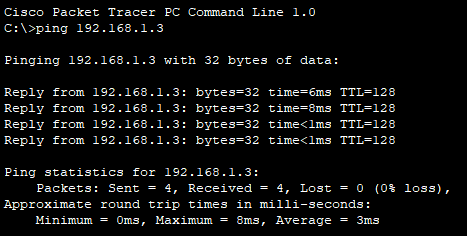 Cisco Packet Tracer PC Command Line 1.0
C:\>ping 192.168.1.3
Pinging 192.168.1.3 with 32 bytes of data:
Reply from 192.168.1.3: bytes=32 time=6ms TTL=128
Reply from 192.168.1.3: bytes=32 time=8ms TTL=128
Reply from 192.168.1.3: bytes=32 time<1ms TTL=128
Reply from 192.168.1.3: bytes=32 time<1ms TTL=128
Ping statistics for 192.168.1.3:
Packets: Sent = 4, Received = 4, Lost = 0 (0% loss),
Approximate round trip times in milli-seconds:
Minimum = 0ms, Maximum = 8ms, Average = 3ms